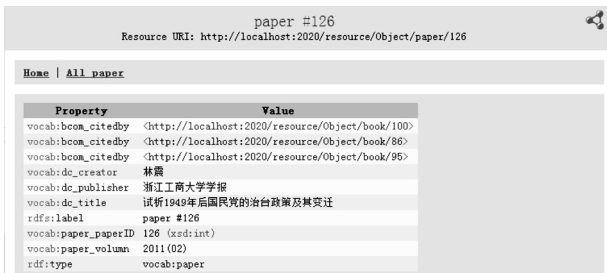 paper #126
Resource URI: http://localhost:2020/resource/Object/paper/126
Home | All paper
Property Value
vocab:bcom_citedby <http://localhost:2020/resource/Object/book/100>
vocab:bcom_citedby <http://localhost:2020/resource/Object/book/86>
vocab:bcom_citedby <http://localhost:2020/resource/Object/book/95>
vocab:dc_creator 林震
vocab:dc_publisher 浙江工商大学学报
vocab:dc_title 试析1949年后国民党的治台政策及其变迁
rdfs:label paper #126
vocab:paper_paperID 126 (xsd:int)
vocab:paper_volumn 2011(02)
rdf:type vocab:paper